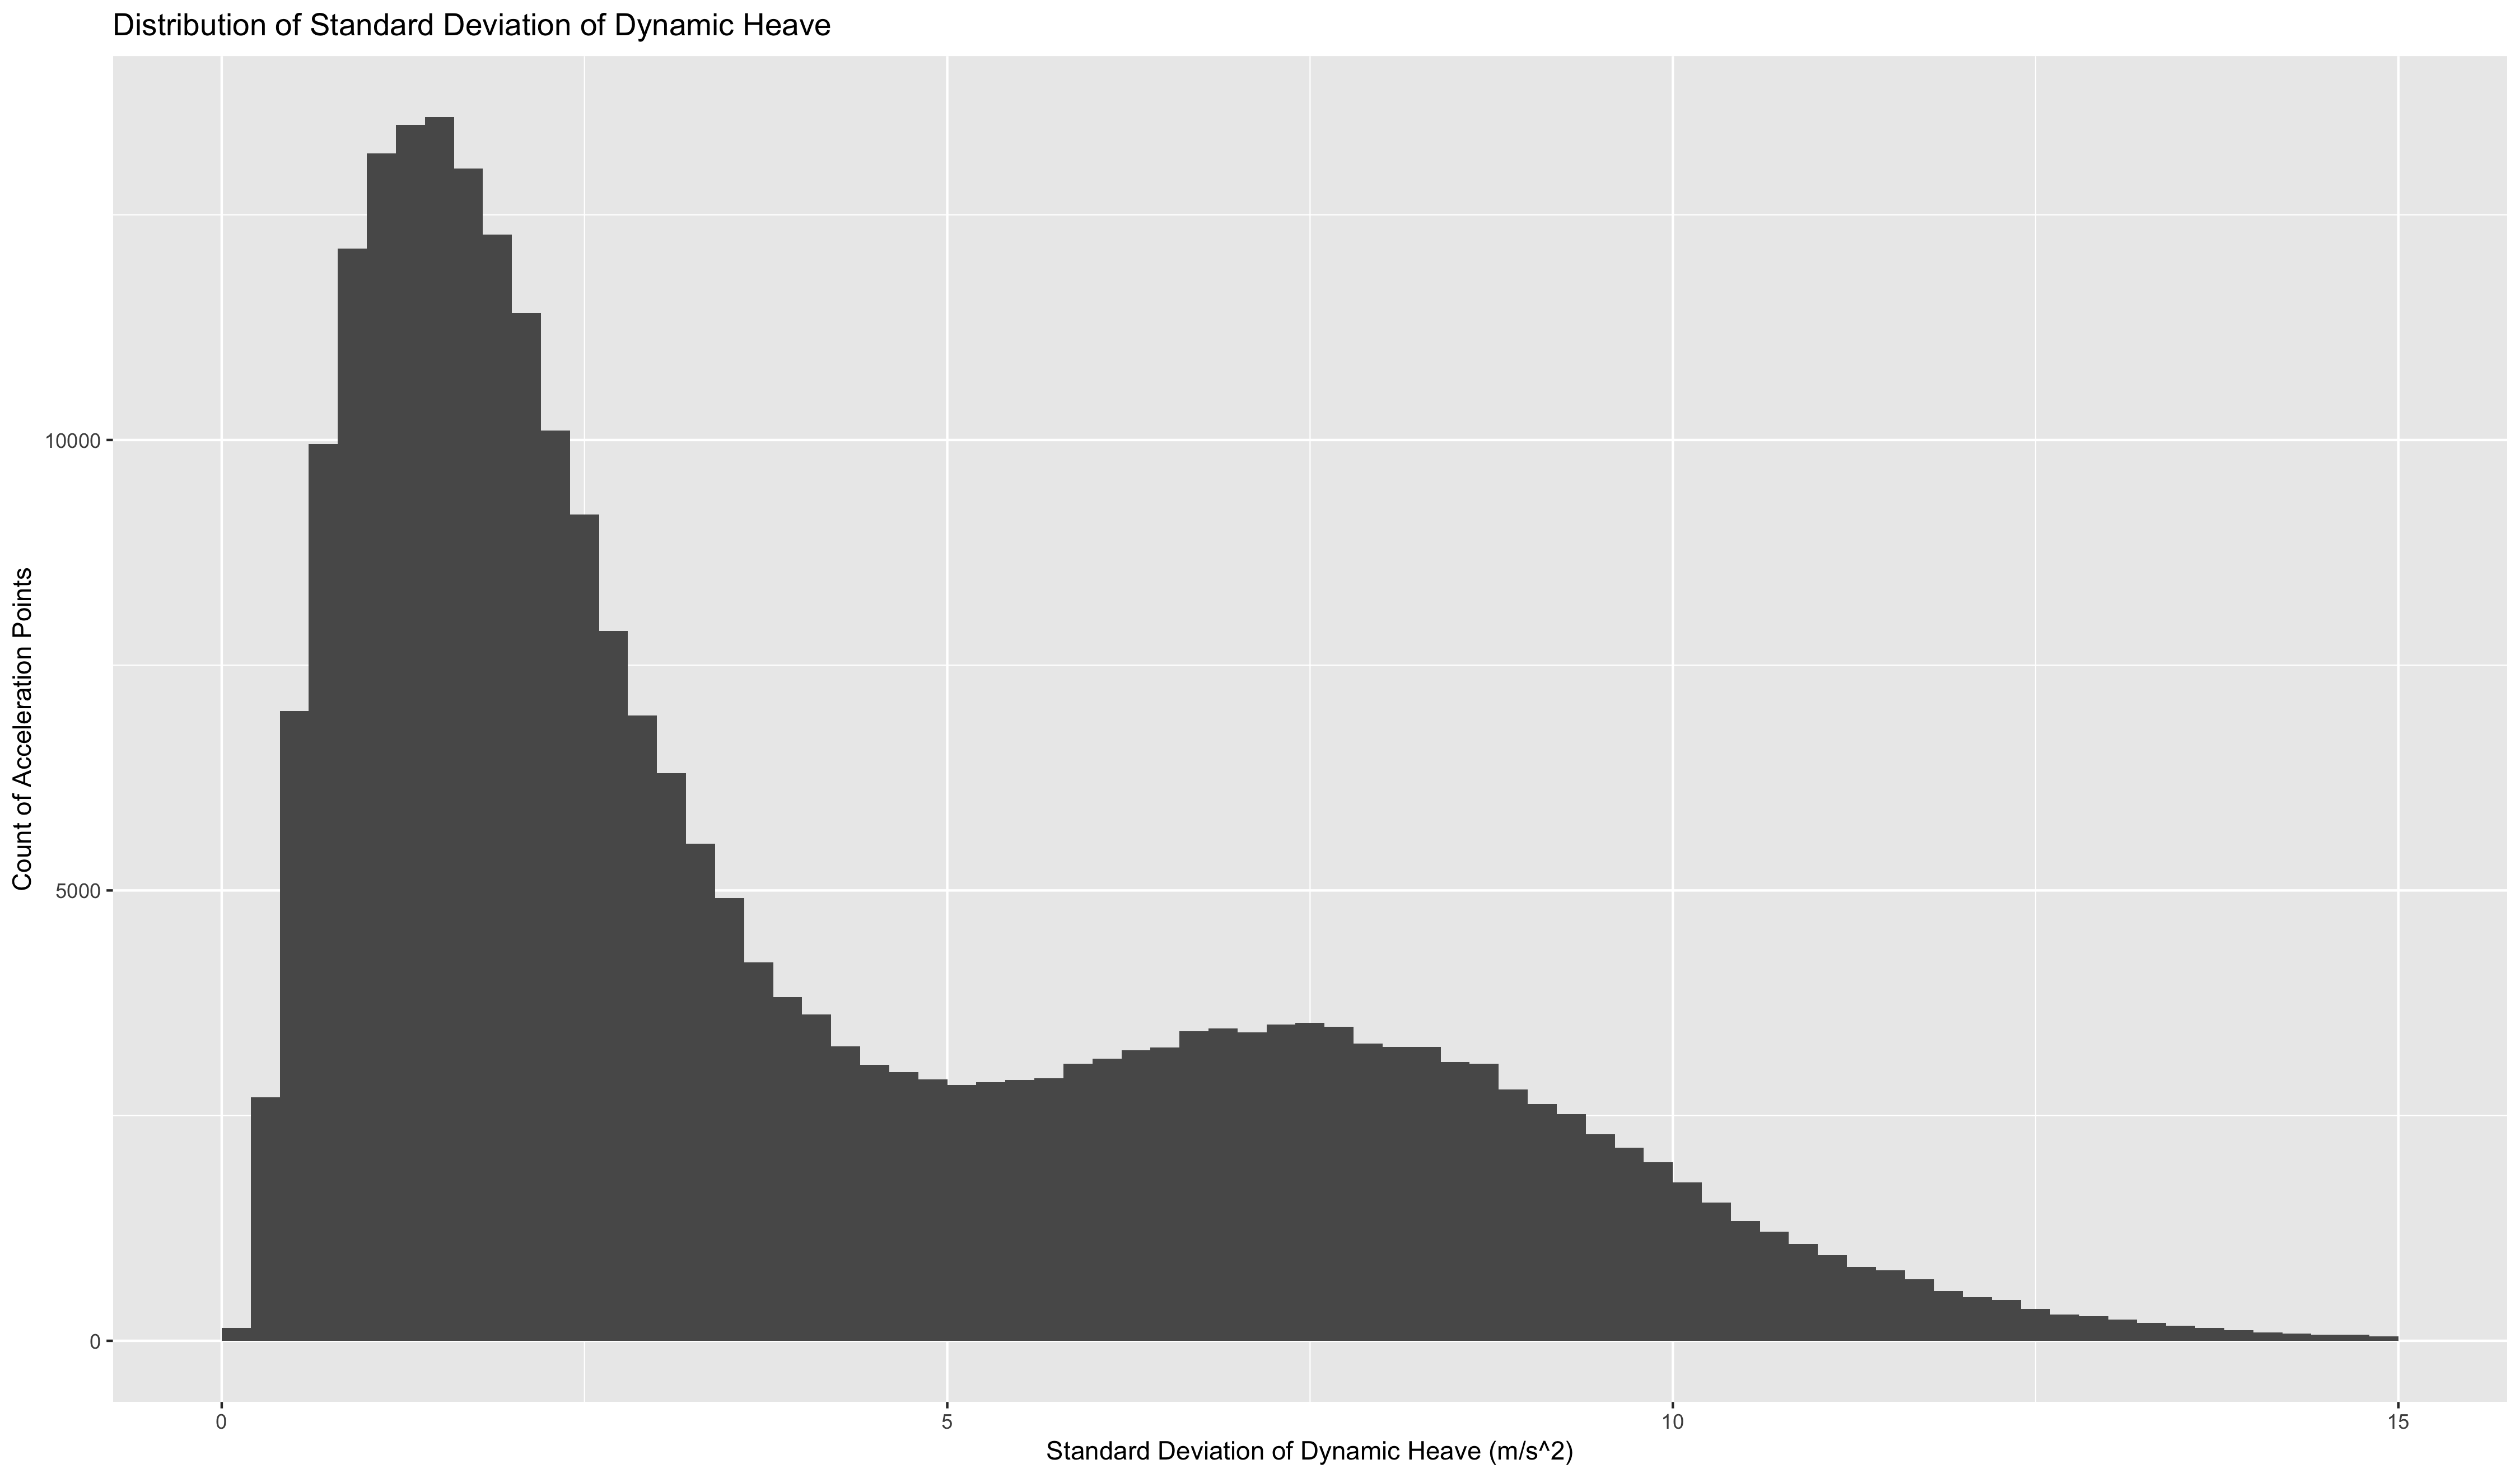 Distribution of Standard Deviation of Dynamic Heave
Count of Acceleration Points
10000
5000
0
0
5
10
15
Standard Deviation of Dynamic Heave (m/s^2)